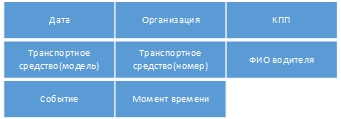 Дата
Организация
КПП
Транспортное
средство(модель)
Транспортное
средство(номер)
ФИО водителя
Событие
Момент времени